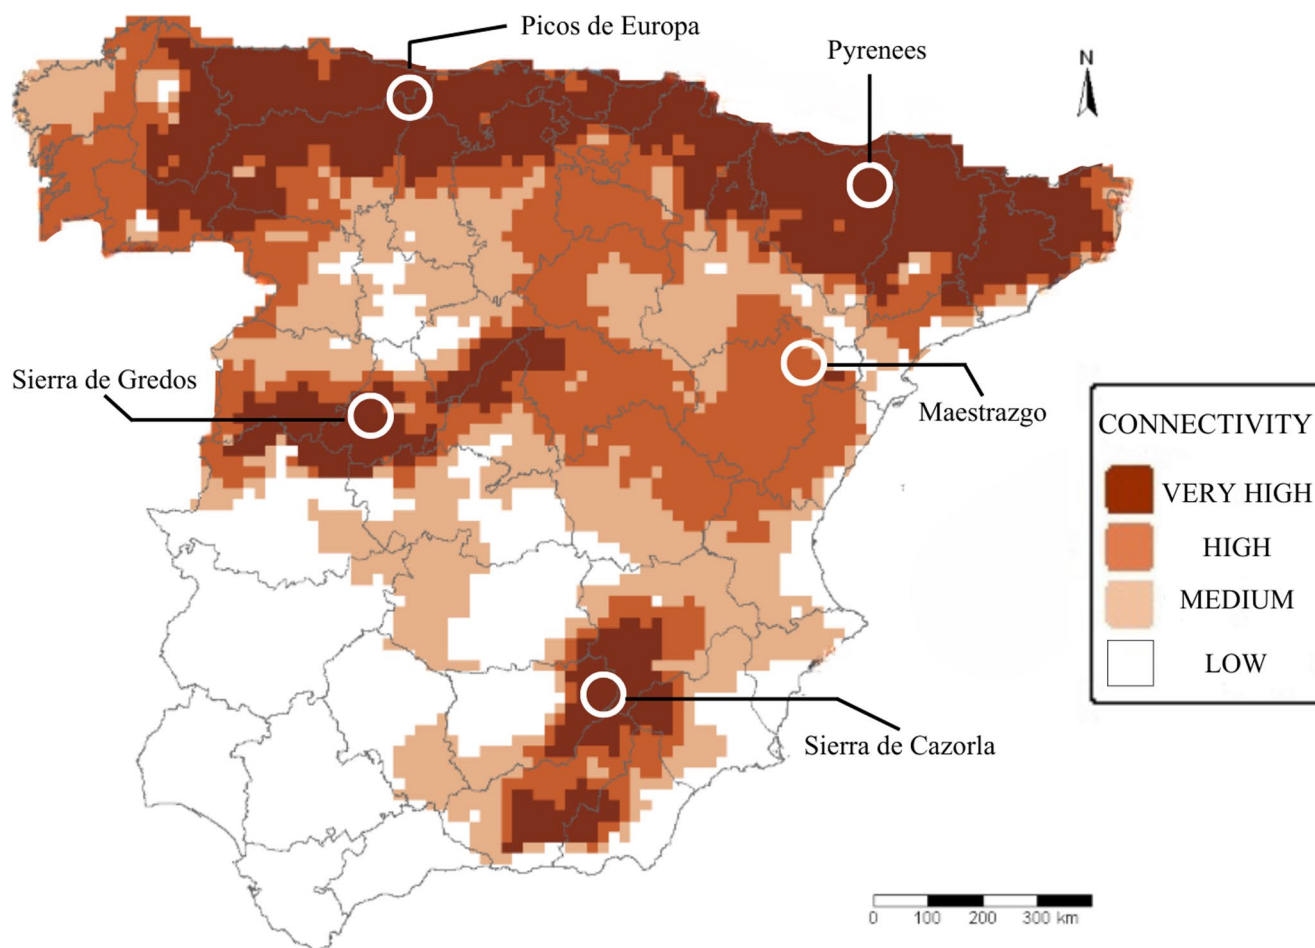 Picos de Europa
Pyrenees
N
Sierra de Gredos
Maestrazgo
CONNECTIVITY
VERY HIGH
HIGH
MEDIUM
LOW
Sierra de Cazorla
0 100 200 300 km